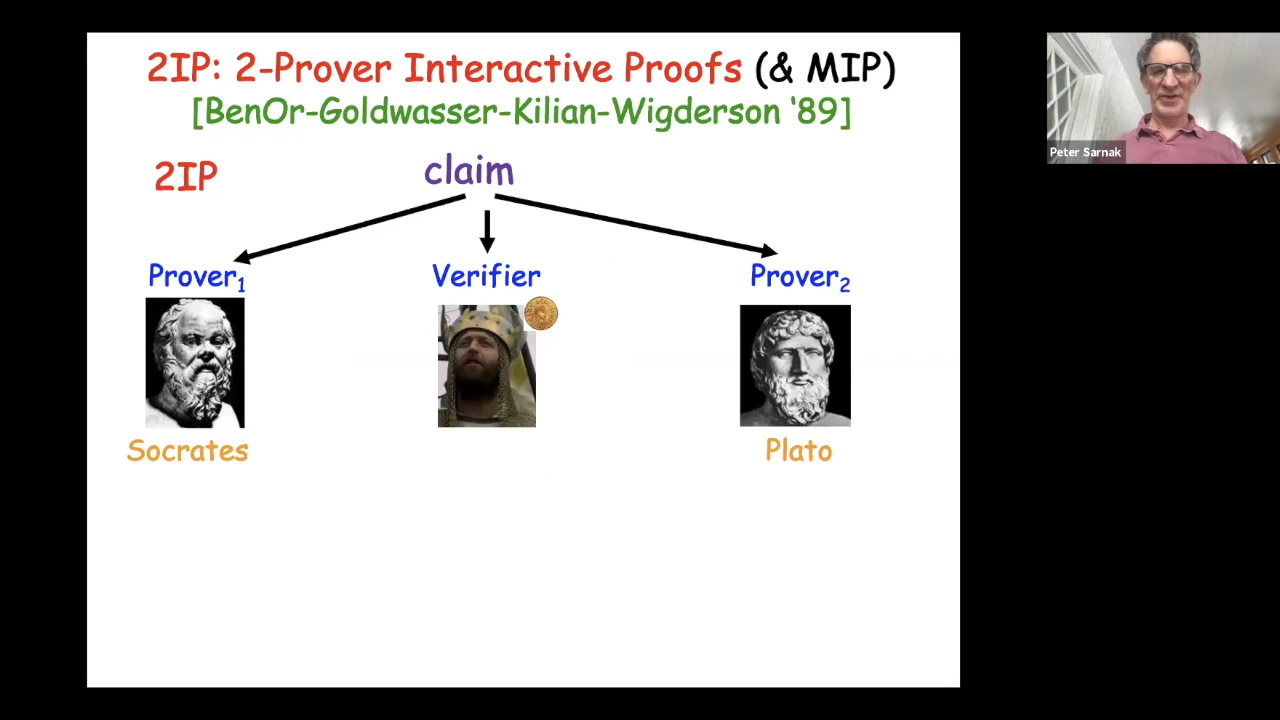 2IP: 2-Prover Interactive Proofs (& MIP)
[BenOr-Goldwasser-Kilian-Wigderson '89]
2IP
claim
Prover₁
Verifier
Prover₂
Socrates
Plato
Peter Sarnak